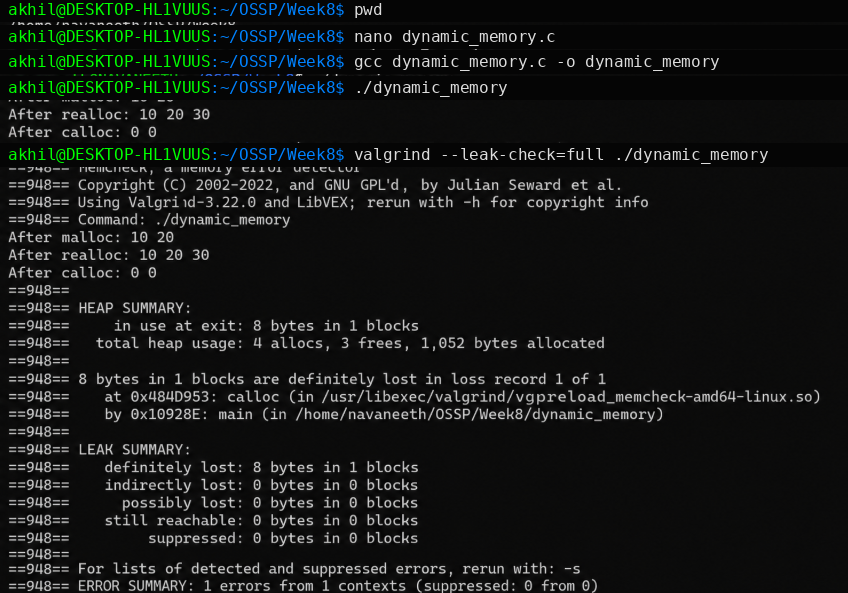 akhil@DESKTOP-HL1VUUS:~/OSSP/Week8$ pwd
akhil@DESKTOP-HL1VUUS:~/OSSP/Week8$ nano dynamic_memory.c
akhil@DESKTOP-HL1VUUS:~/OSSP/Week8$ gcc dynamic_memory.c -o dynamic_memory
akhil@DESKTOP-HL1VUUS:~/OSSP/Week8$ ./dynamic_memory
After malloc: 10 20
After realloc: 10 20 30
After calloc: 0 0
akhil@DESKTOP-HL1VUUS:~/OSSP/Week8$ valgrind --leak-check=full ./dynamic_memory
==948== Memcheck, a memory error detector
==948== Copyright (C) 2002-2022, and GNU GPL'd, by Julian Seward et al.
==948== Using Valgrind-3.22.0 and LibVEX; rerun with -h for copyright info
==948== Command: ./dynamic_memory
After malloc: 10 20
After realloc: 10 20 30
After calloc: 0 0
==948==
==948== HEAP SUMMARY:
==948==     in use at exit: 8 bytes in 1 blocks
==948==   total heap usage: 4 allocs, 3 frees, 1,052 bytes allocated
==948==
==948== 8 bytes in 1 blocks are definitely lost in loss record 1 of 1
==948==    at 0x484D953: calloc (in /usr/libexec/valgrind/vgpreload_memcheck-amd64-linux.so)
==948==    by 0x10928E: main (in /home/navaneeth/OSSP/Week8/dynamic_memory)
==948==
==948== LEAK SUMMARY:
==948==    definitely lost: 8 bytes in 1 blocks
==948==    indirectly lost: 0 bytes in 0 blocks
==948==      possibly lost: 0 bytes in 0 blocks
==948==    still reachable: 0 bytes in 0 blocks
==948==         suppressed: 0 bytes in 0 blocks
==948==
==948== For lists of detected and suppressed errors, rerun with: -s
==948== ERROR SUMMARY: 1 errors from 1 contexts (suppressed: 0 from 0)